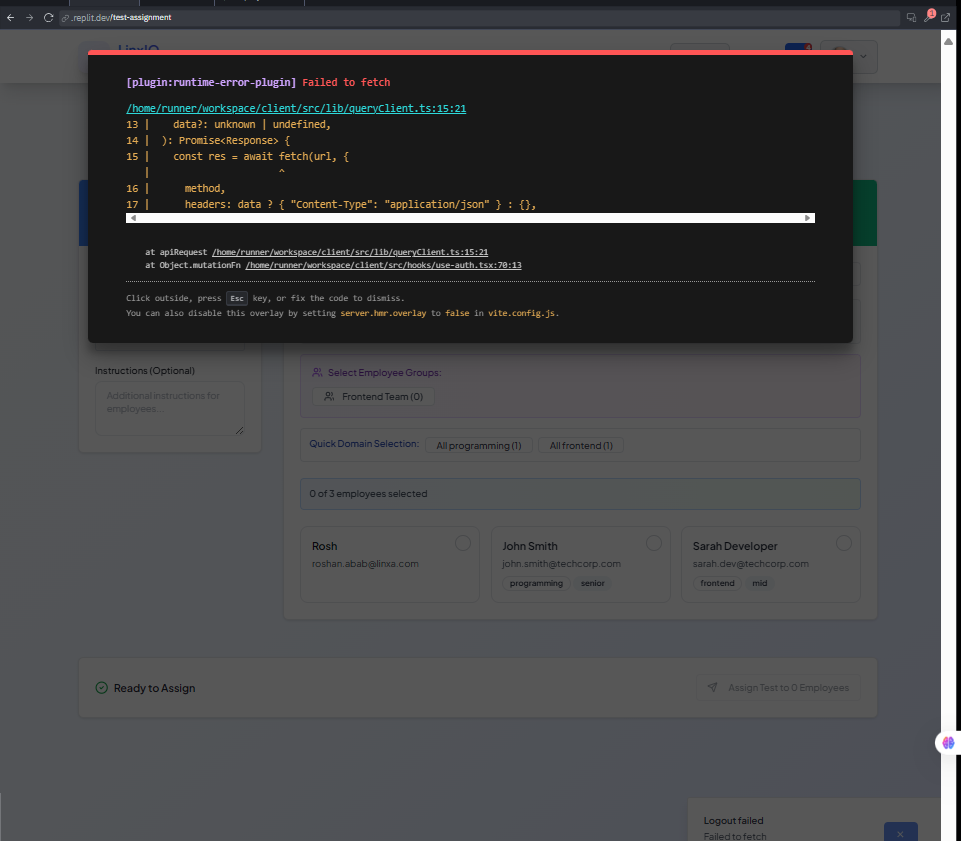 .replit.dev/test-assignment
1
LinxIQ
4
[plugin:runtime-error-plugin] Failed to fetch
/home/runner/workspace/client/src/lib/queryClient.ts:15:21
13 |    data?: unknown | undefined,
14 |  ): Promise<Response> {
15 |    const res = await fetch(url, {
|                      ^
16 |      method,
17 |      headers: data ? { "Content-Type": "application/json" } : {},
at apiRequest /home/runner/workspace/client/src/lib/queryClient.ts:15:21
at Object.mutationFn /home/runner/workspace/client/src/hooks/use-auth.tsx:70:13
Click outside, press Esc key, or fix the code to dismiss.
You can also disable this overlay by setting server.hmr.overlay to false in vite.config.js.
Instructions (Optional)
Additional instructions for
employees...
Select Employee Groups:
Frontend Team (0)
Quick Domain Selection: All programming (1) All frontend (1)
0 of 3 employees selected
Rosh
roshan.abab@linxa.com
John Smith
john.smith@techcorp.com
programming senior
Sarah Developer
sarah.dev@techcorp.com
frontend mid
Ready to Assign
Assign Test to 0 Employees
Logout failed
Failed to fetch